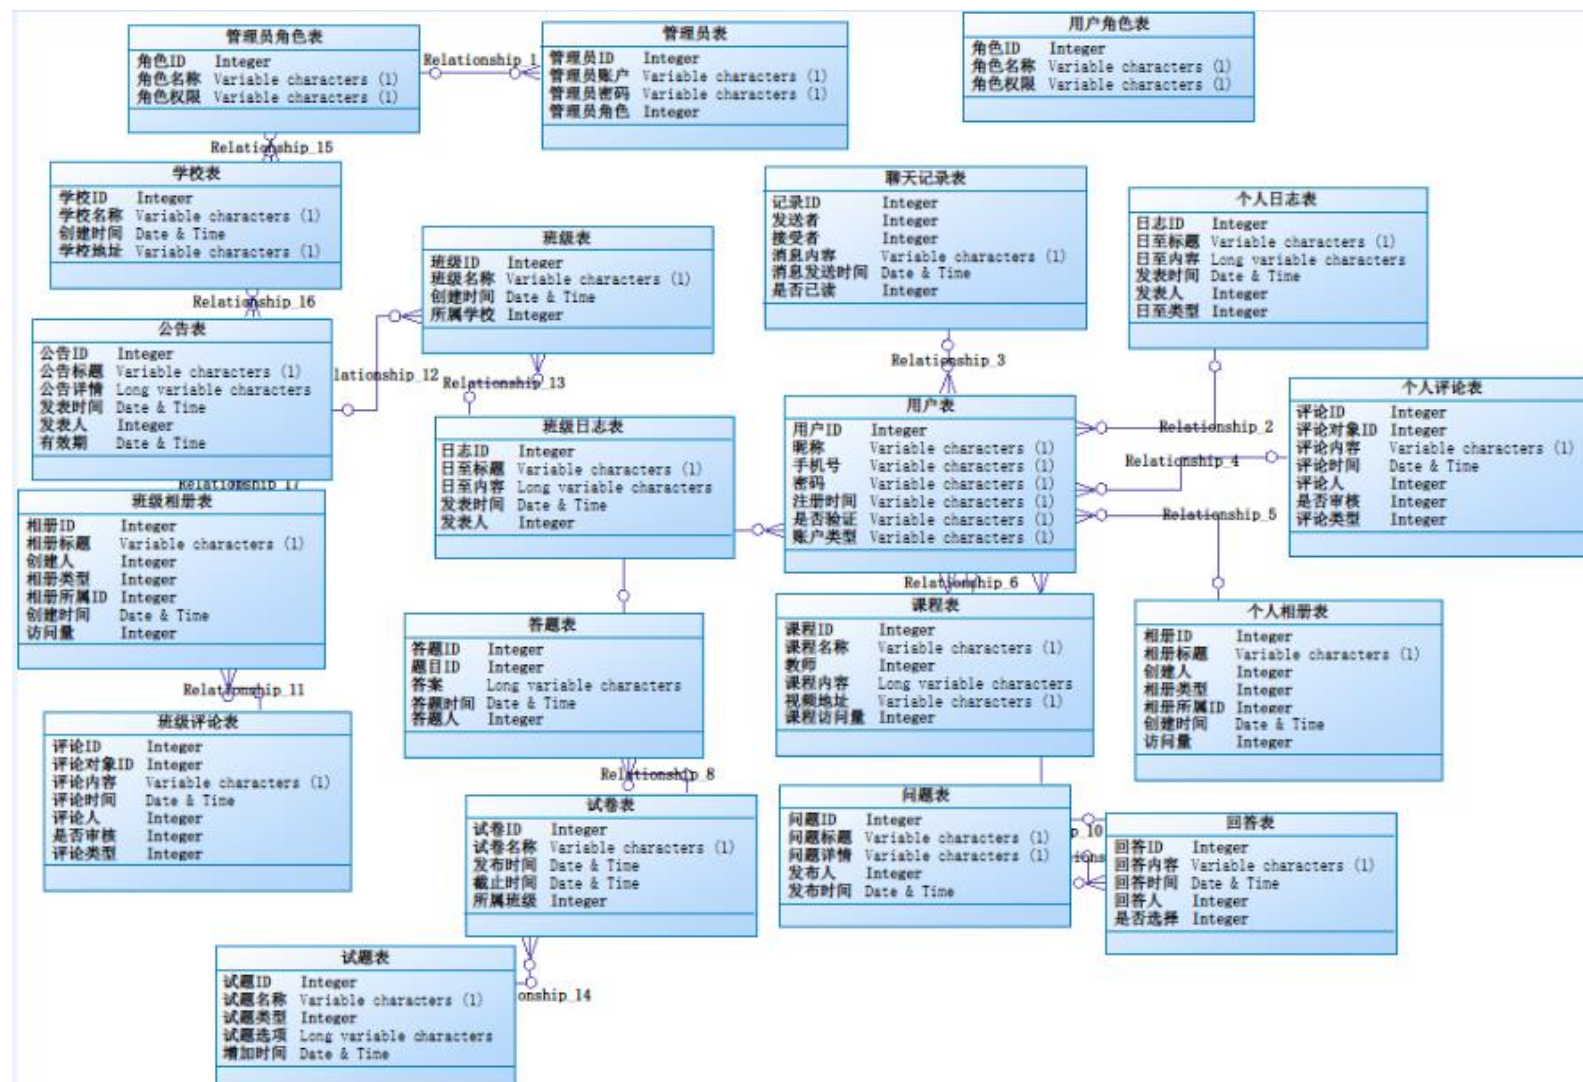 管理员角色表
角色ID Integer
角色名称 Variable characters (1)
角色权限 Variable characters (1)
Relationship_1
管理员表
管理员ID Integer
管理员账户 Variable characters (1)
管理员密码 Variable characters (1)
管理员角色 Integer
用户角色表
角色ID Integer
角色名称 Variable characters (1)
角色权限 Variable characters (1)
Relationship_15
学校表
学校ID Integer
学校名称 Variable characters (1)
创建时间 Date & Time
学校地址 Variable characters (1)
Relationship_16
班级表
班级ID Integer
班级名称 Variable characters (1)
创建时间 Date & Time
所属学校 Integer
聊天记录表
记录ID Integer
发送者 Integer
接受者 Integer
消息内容 Variable characters (1)
消息发送时间 Date & Time
是否已读 Integer
个人日志表
日志ID Integer
日至标题 Variable characters (1)
日至内容 Long variable characters
发表时间 Date & Time
发表人 Integer
日至类型 Integer
公告表
公告ID Integer
公告标题 Variable characters (1)
公告详情 Long variable characters
发表时间 Date & Time
发表人 Integer
有效期 Date & Time
lationship_12
Relationship_13
Relationship_3
班级日志表
日志ID Integer
日至标题 Variable characters (1)
日至内容 Long variable characters
发表时间 Date & Time
发表人 Integer
用户表
用户ID Integer
昵称 Variable characters (1)
手机号 Variable characters (1)
密码 Variable characters (1)
注册时间 Variable characters (1)
是否验证 Variable characters (1)
账户类型 Variable characters (1)
Relationship_2
Relationship_4
Relationship_5
个人评论表
评论ID Integer
评论对象ID Integer
评论内容 Variable characters (1)
评论时间 Date & Time
评论人 Integer
是否审核 Integer
评论类型 Integer
Relationship_17
班级相册表
相册ID Integer
相册标题 Variable characters (1)
创建人 Integer
相册类型 Integer
相册所属ID Integer
创建时间 Date & Time
访问量 Integer
Relationship_11
答题表
答题ID Integer
题目ID Integer
答案 Long variable characters
答题时间 Date & Time
答题人 Integer
Relationship_8
Relationship_6
课程表
课程ID Integer
课程名称 Variable characters (1)
教师 Integer
课程内容 Long variable characters
视频地址 Variable characters (1)
课程访问量 Integer
个人相册表
相册ID Integer
相册标题 Variable characters (1)
创建人 Integer
相册类型 Integer
相册所属ID Integer
创建时间 Date & Time
访问量 Integer
班级评论表
评论ID Integer
评论对象ID Integer
评论内容 Variable characters (1)
评论时间 Date & Time
评论人 Integer
是否审核 Integer
评论类型 Integer
试卷表
试卷ID Integer
试卷名称 Variable characters (1)
发布时间 Date & Time
截止时间 Date & Time
所属班级 Integer
问题表
问题ID Integer
问题标题 Variable characters (1)
问题详情 Variable characters (1)
发布人 Integer
发布时间 Date & Time
p_10
ions
回答表
回答ID Integer
回答内容 Variable characters (1)
回答时间 Date & Time
回答人 Integer
是否选择 Integer
试题表
试题ID Integer
试题名称 Variable characters (1)
试题类型 Integer
试题选项 Long variable characters
增加时间 Date & Time
onship_14